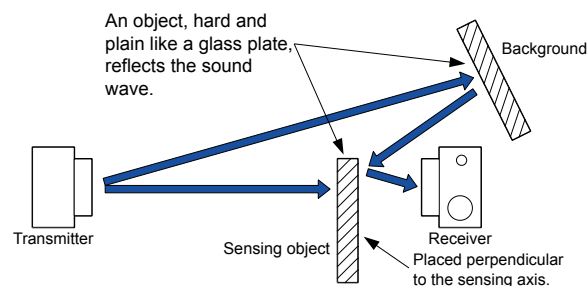 An object, hard and
plain like a glass plate,
reflects the sound
wave.
Background
Transmitter
Sensing object
Receiver
Placed perpendicular
to the sensing axis.